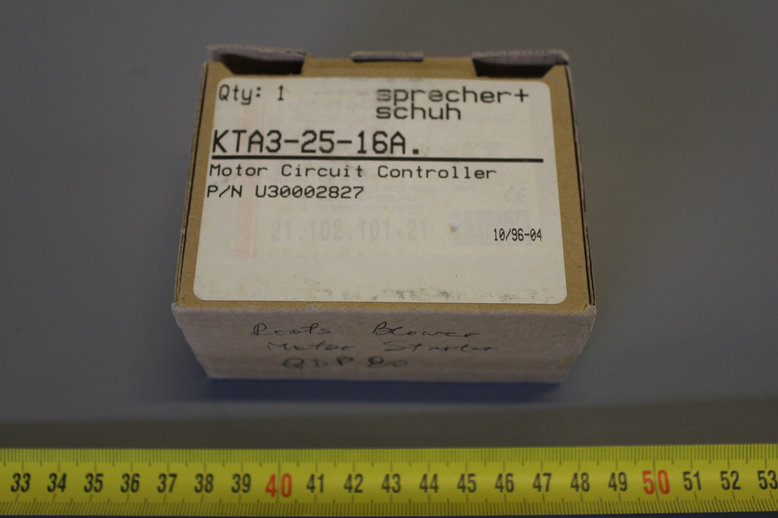 Qty: 1
sprecher+
schuh
KTA3-25-16A.
Motor Circuit Controller
P/N U30002827
21.102.101-21
10/96-04
Roots Blower
Motor Starter
QDP 80
33 34 35 36 37 38 39 40 41 42 43 44 45 46 47 48 49 50 51 52 53